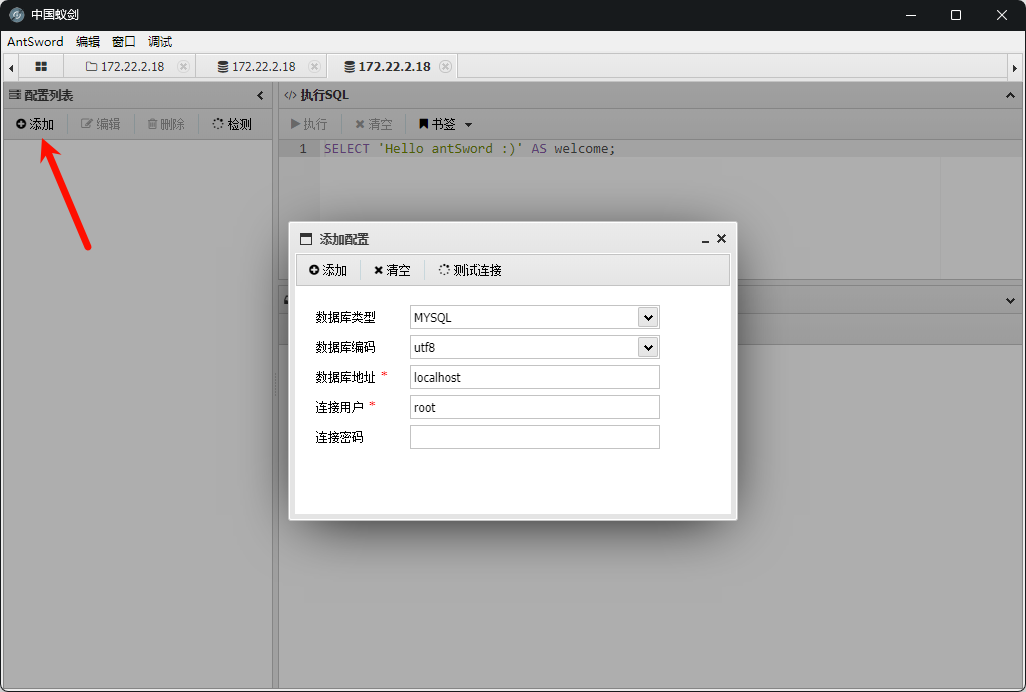 中国蚁剑
AntSword 编辑 窗口 调试
172.22.2.18 172.22.2.18 172.22.2.18
配置列表
添加 编辑 删除 检测
执行SQL
执行 清空 书签
1 SELECT 'Hello antSword :)' AS welcome;
添加配置
添加 清空 测试连接
数据库类型 MYSQL
数据库编码 utf8
数据库地址 * localhost
连接用户 * root
连接密码